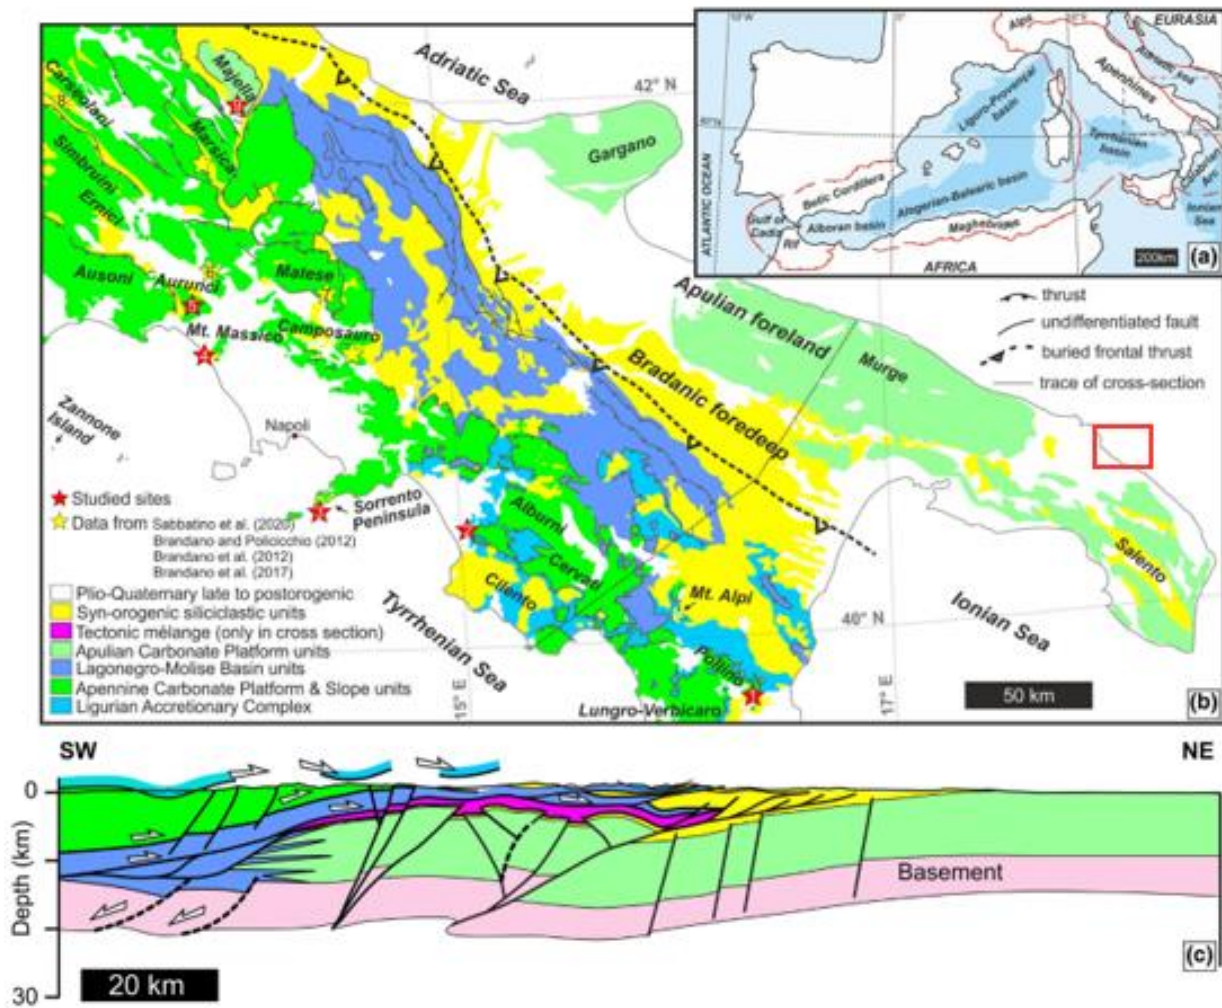 10°W
0°
10°E
EURASIA
Alps
Adriatic sea
Apennines
Liguro-Provençal
basin
40°N
Tyrrhenian
basin
Calabrian
Arc
Ionian
Sea
ATLANTIC OCEAN
Betic Cordillera
Algerian-Balearic basin
Gulf of
Cadiz
Alboran basin
Rif
Maghrebides
AFRICA
200km
(a)
Adriatic Sea
42° N
Majella
Carseolani
Marsica
Simbruini
Ernici
Gargano
Ausoni
Aurunci
Matese
Mt. Massico
Camposauro
Apulian foreland
Murge
Bradanic foredeep
thrust
undifferentiated fault
buried frontal thrust
trace of cross-section
Zannone
Island
Napoli
Sorrento
Peninsula
Alburni
Cervati
Cilento
Mt. Alpi
Salento
Tyrrhenian Sea
Ionian Sea
40° N
Pollino
Lungro-Verbicaro
15° E
17° E
50 km
(b)
Studied sites
Data from Sabbatino et al. (2020)
Brandano and Policicchio (2012)
Brandano et al. (2012)
Brandano et al. (2017)
Plio-Quaternary late to postorogenic
Syn-orogenic siliciclastic units
Tectonic mélange (only in cross section)
Apulian Carbonate Platform units
Lagonegro-Molise Basin units
Apennine Carbonate Platform & Slope units
Ligurian Accretionary Complex
SW
NE
0
Depth (km)
30
Basement
20 km
(c)